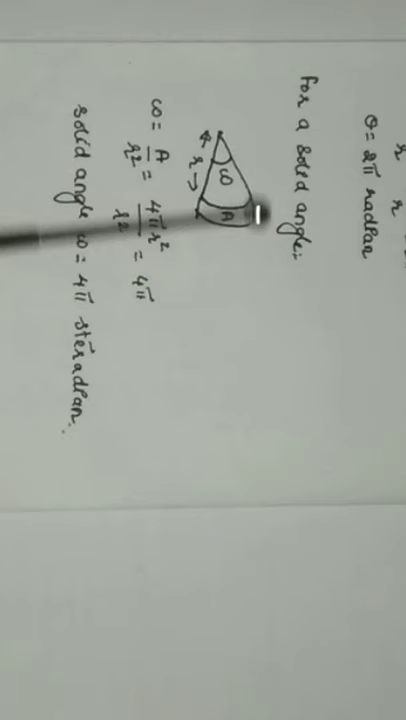 r r
θ = 2π radian
For a solid angle:
ω
r
A
ω = A/r2 = 4πr²/r2 = 4π
solid angle ω = 4π steradian.